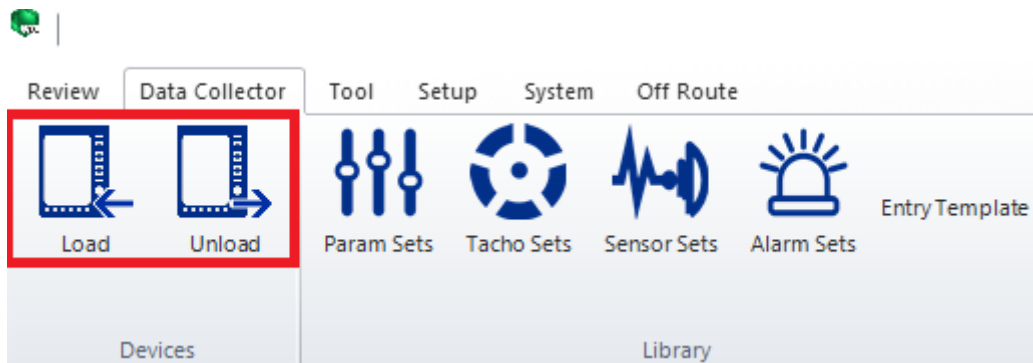 Review Data Collector Tool Setup System Off Route
Load Unload Param Sets Tacho Sets Sensor Sets Alarm Sets Entry Template
Devices Library